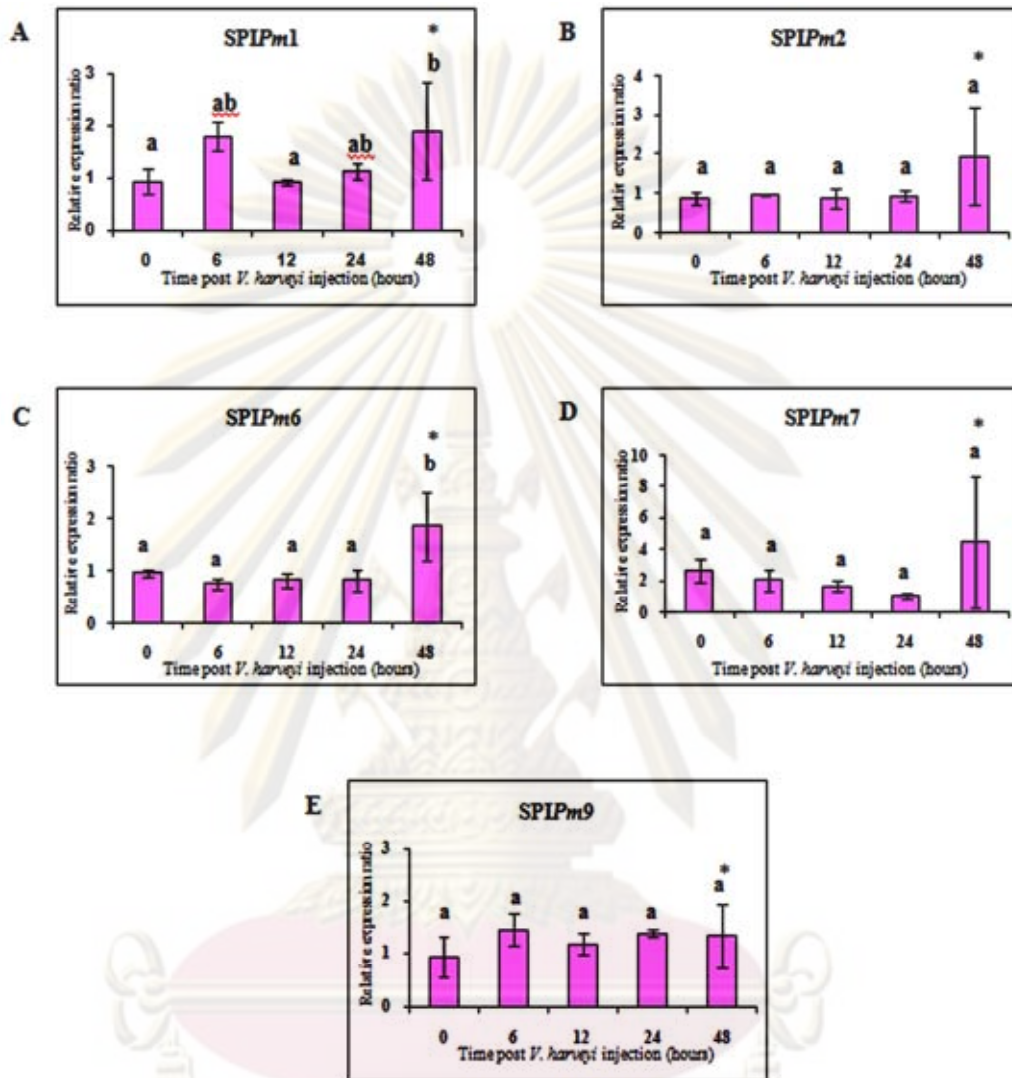 A
SPIPm1
*
b
ab
ab
a
a
Relative expression ratio
3
2
1
0
0 6 12 24 48
Time post V. harveyi injection (hours)
B
SPIPm2
*
a
a a a a
Relative expression ratio
4
3
2
1
0
0 6 12 24 48
Time post V. harveyi injection (hours)
C
SPIPm6
*
b
a a a a
Relative expression ratio
3
2
1
0
0 6 12 24 48
Time post V. harveyi injection (hours)
D
SPIPm7
*
a
a a a a
Relative expression ratio
10
8
6
4
2
0
0 6 12 24 48
Time post V. harveyi injection (hours)
E
SPIPm9
a*
a a a a
Relative expression ratio
3
2
1
0
0 6 12 24 48
Time post V. harveyi injection (hours)